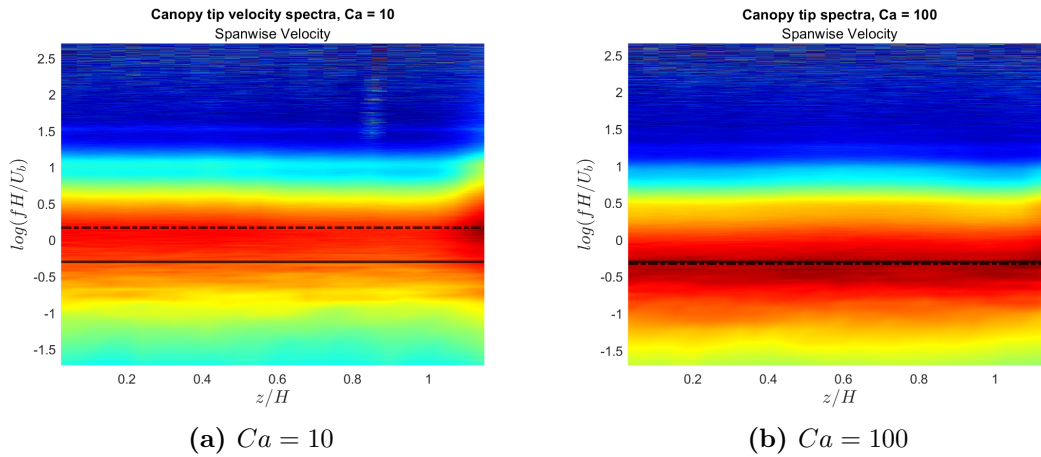 Canopy tip velocity spectra, Ca = 10
Spanwise Velocity
2.5
2
1.5
1
0.5
0
-0.5
-1
-1.5
log(fH/U_b)
0.2 0.4 0.6 0.8 1
z/H
(a) Ca = 10
Canopy tip spectra, Ca = 100
Spanwise Velocity
2.5
2
1.5
1
0.5
0
-0.5
-1
-1.5
log(fH/U_b)
0.2 0.4 0.6 0.8 1
z/H
(b) Ca = 100